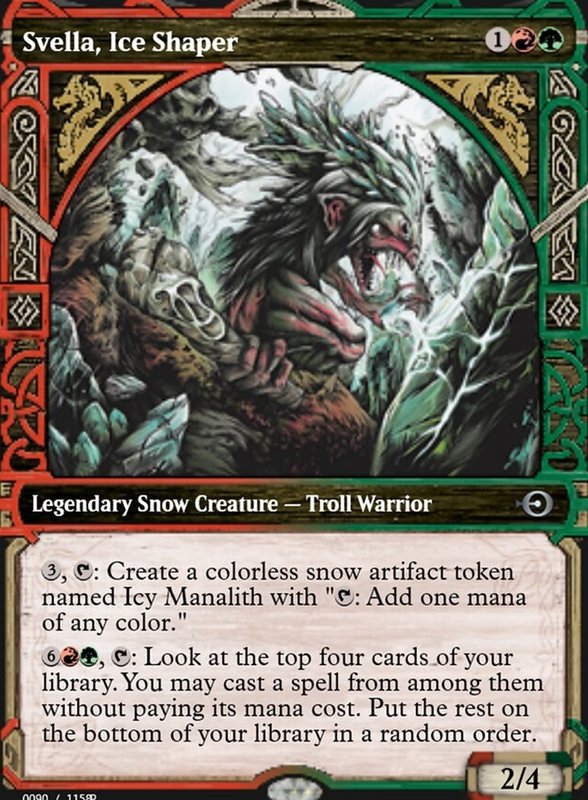 Svella, Ice Shaper 1
Legendary Snow Creature — Troll Warrior
3, : Create a colorless snow artifact token
named Icy Manalith with ": Add one mana
of any color."
6, : Look at the top four cards of your
library. You may cast a spell from among them
without paying its mana cost. Put the rest on
the bottom of your library in a random order.
2/4